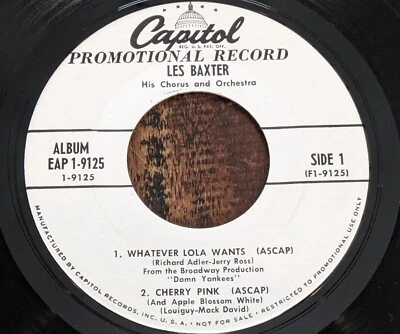 Capitol
REG. U.S. PAT. OFF.
PROMOTIONAL RECORD
LES BAXTER
His Chorus and Orchestra
ALBUM
EAP 1-9125
1-9125
SIDE 1
(F1-9125)
1. WHATEVER LOLA WANTS (ASCAP)
(Richard Adler-Jerry Ross)
From the Broadway Production
"Damn Yankees"
2. CHERRY PINK (ASCAP)
(And Apple Blossom White)
(Louiguy-Mack David)
MANUFACTURED BY CAPITOL RECORDS, INC. U.S.A. • NOT FOR SALE - RESTRICTED TO PROMOTIONAL USE ONLY